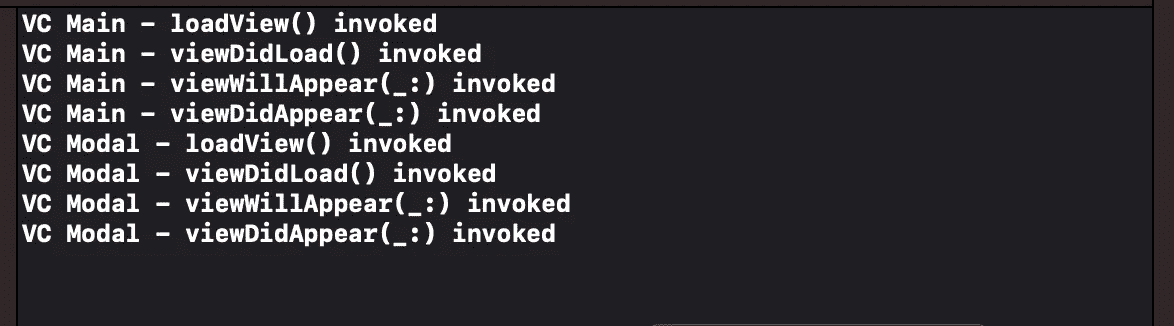 VC Main – loadView() invoked
VC Main – viewDidLoad() invoked
VC Main – viewWillAppear(_:) invoked
VC Main – viewDidAppear(_:) invoked
VC Modal – loadView() invoked
VC Modal – viewDidLoad() invoked
VC Modal – viewWillAppear(_:) invoked
VC Modal – viewDidAppear(_:) invoked